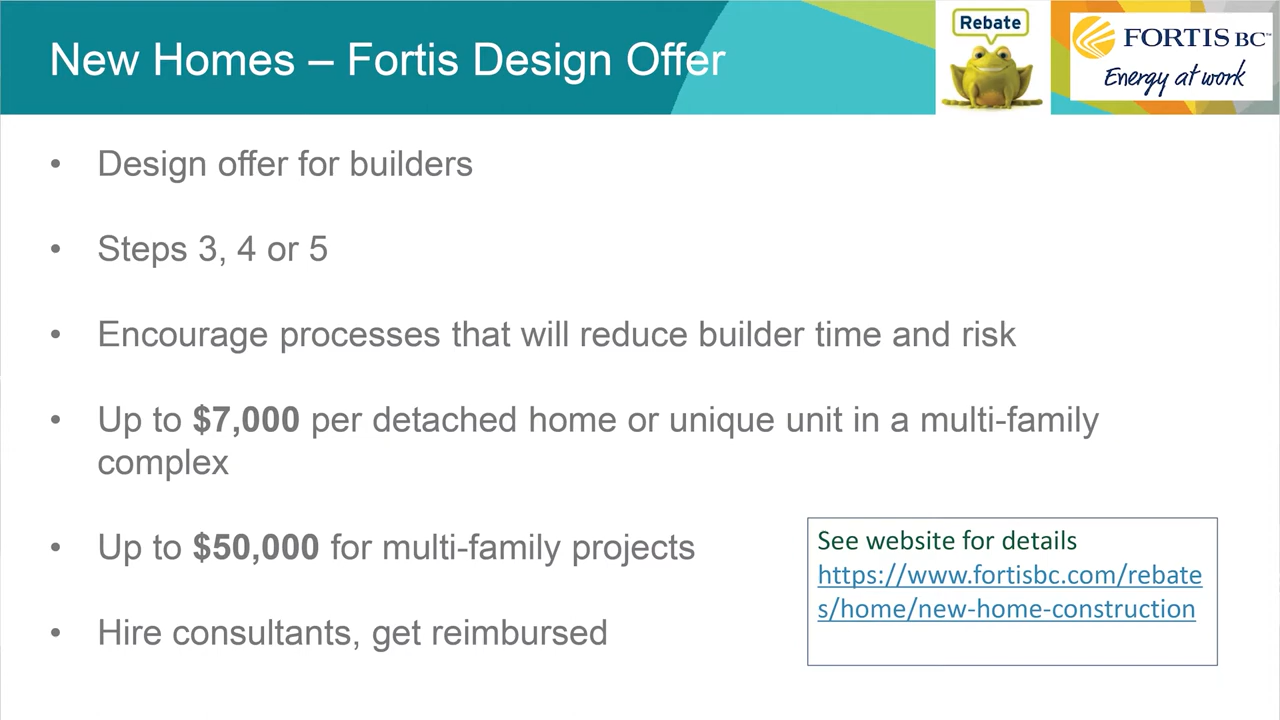 New Homes – Fortis Design Offer
Rebate
FORTIS BC™
Energy at work
• Design offer for builders
• Steps 3, 4 or 5
• Encourage processes that will reduce builder time and risk
• Up to $7,000 per detached home or unique unit in a multi-family
complex
• Up to $50,000 for multi-family projects
• Hire consultants, get reimbursed
See website for details
https://www.fortisbc.com/rebate
s/home/new-home-construction